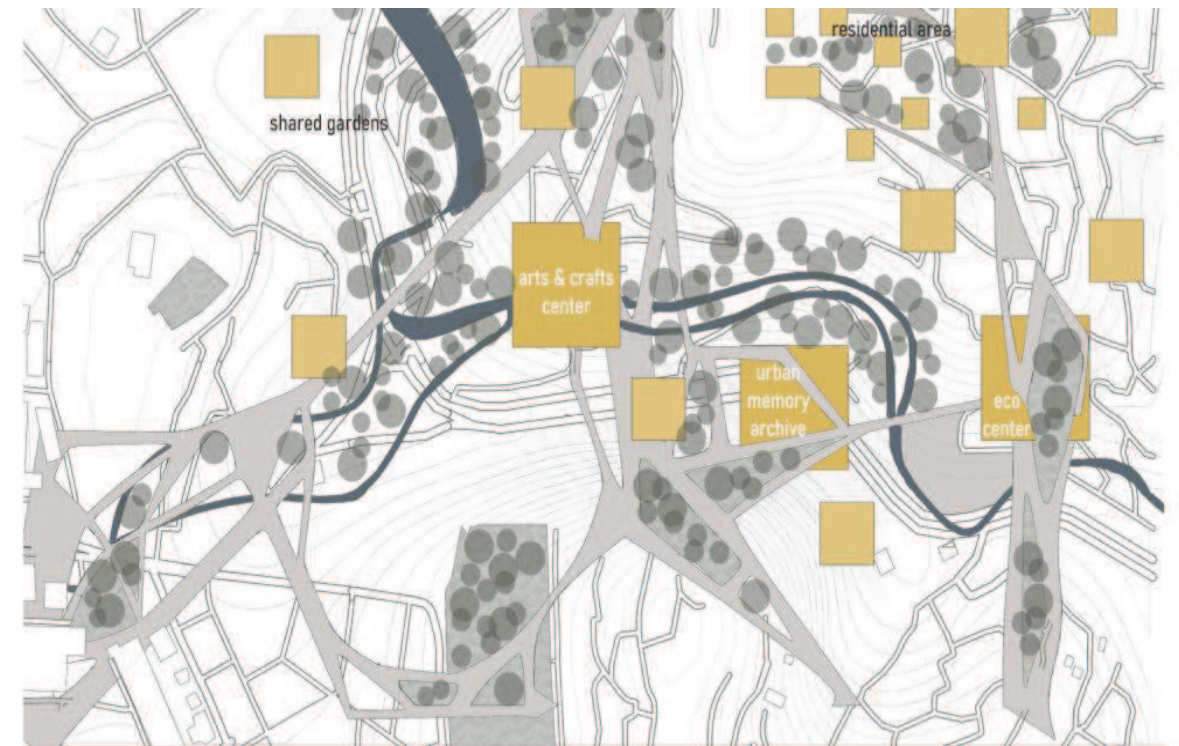 residential area
shared gardens
arts & crafts
center
urban
memory
archive
eco
center